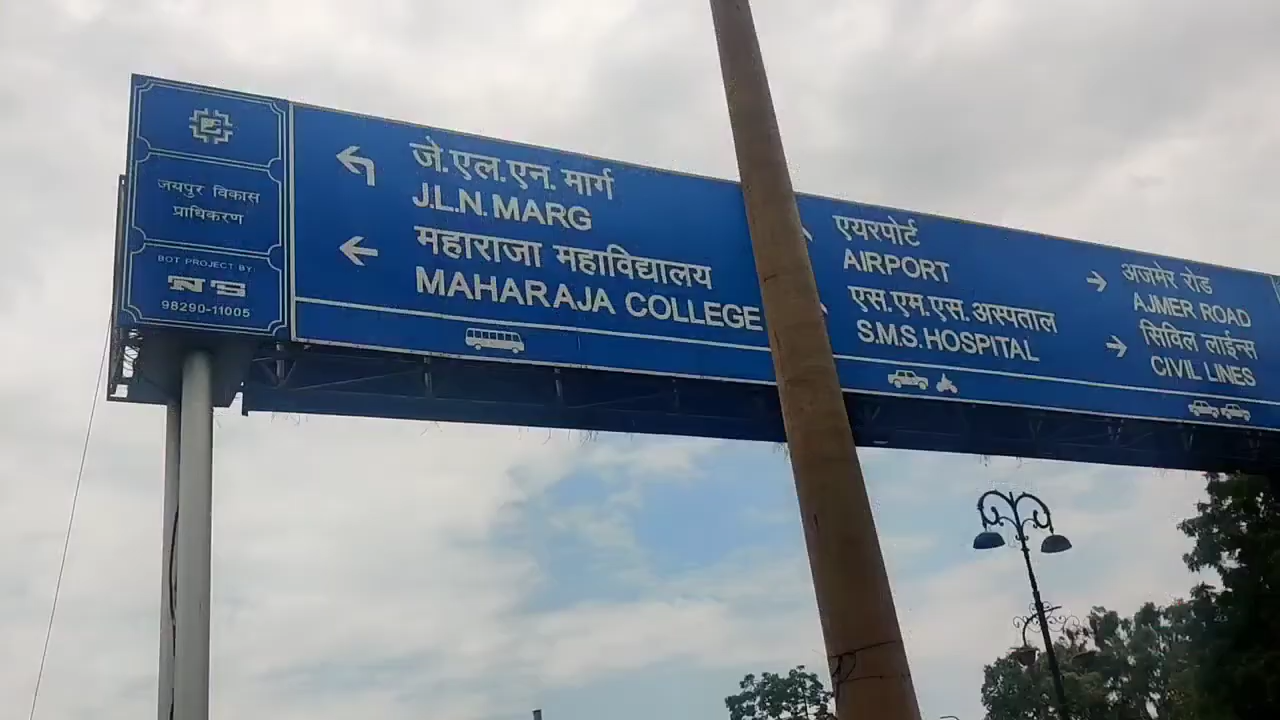 जयपुर विकास
प्राधिकरण
BOT PROJECT BY
98290-11005
जे.एल.एन. मार्ग
J.L.N. MARG
महाराजा महाविद्यालय
MAHARAJA COLLEGE
एयरपोर्ट
AIRPORT
एस.एम.एस. अस्पताल
S.M.S. HOSPITAL
अजमेर रोड
AJMER ROAD
सिविल लाईन्स
CIVIL LINES